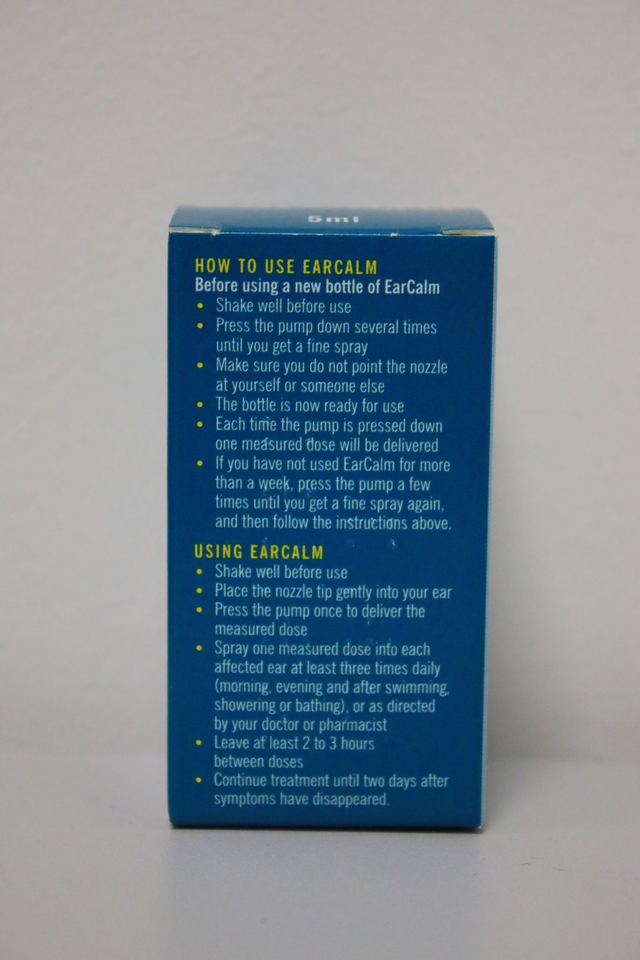 5ml
HOW TO USE EARCALM
Before using a new bottle of EarCalm
• Shake well before use
• Press the pump down several times
until you get a fine spray
• Make sure you do not point the nozzle
at yourself or someone else
• The bottle is now ready for use
• Each time the pump is pressed down
one measured dose will be delivered
• If you have not used EarCalm for more
than a week, press the pump a few
times until you get a fine spray again,
and then follow the instructions above.
USING EARCALM
• Shake well before use
• Place the nozzle tip gently into your ear
• Press the pump once to deliver the
measured dose
• Spray one measured dose into each
affected ear at least three times daily
(morning, evening and after swimming,
showering or bathing), or as directed
by your doctor or pharmacist
• Leave at least 2 to 3 hours
between doses
• Continue treatment until two days after
symptoms have disappeared.